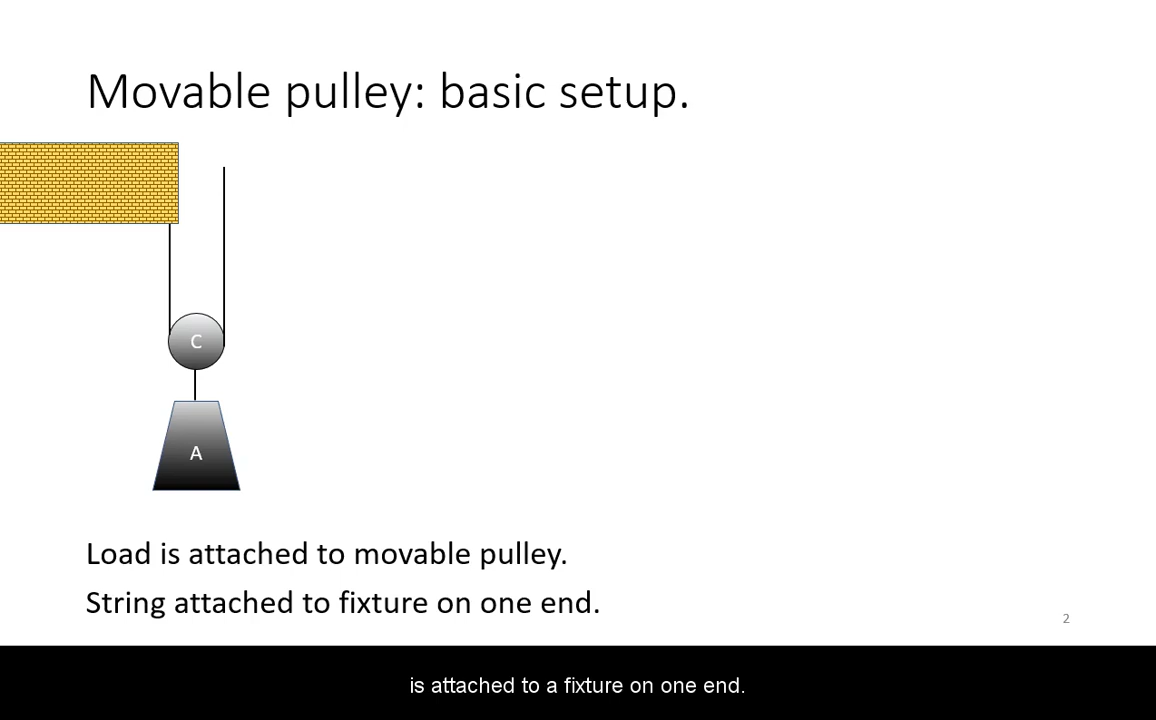 Movable pulley: basic setup.
C
A
Load is attached to movable pulley.
String attached to fixture on one end.
2
is attached to a fixture on one end.